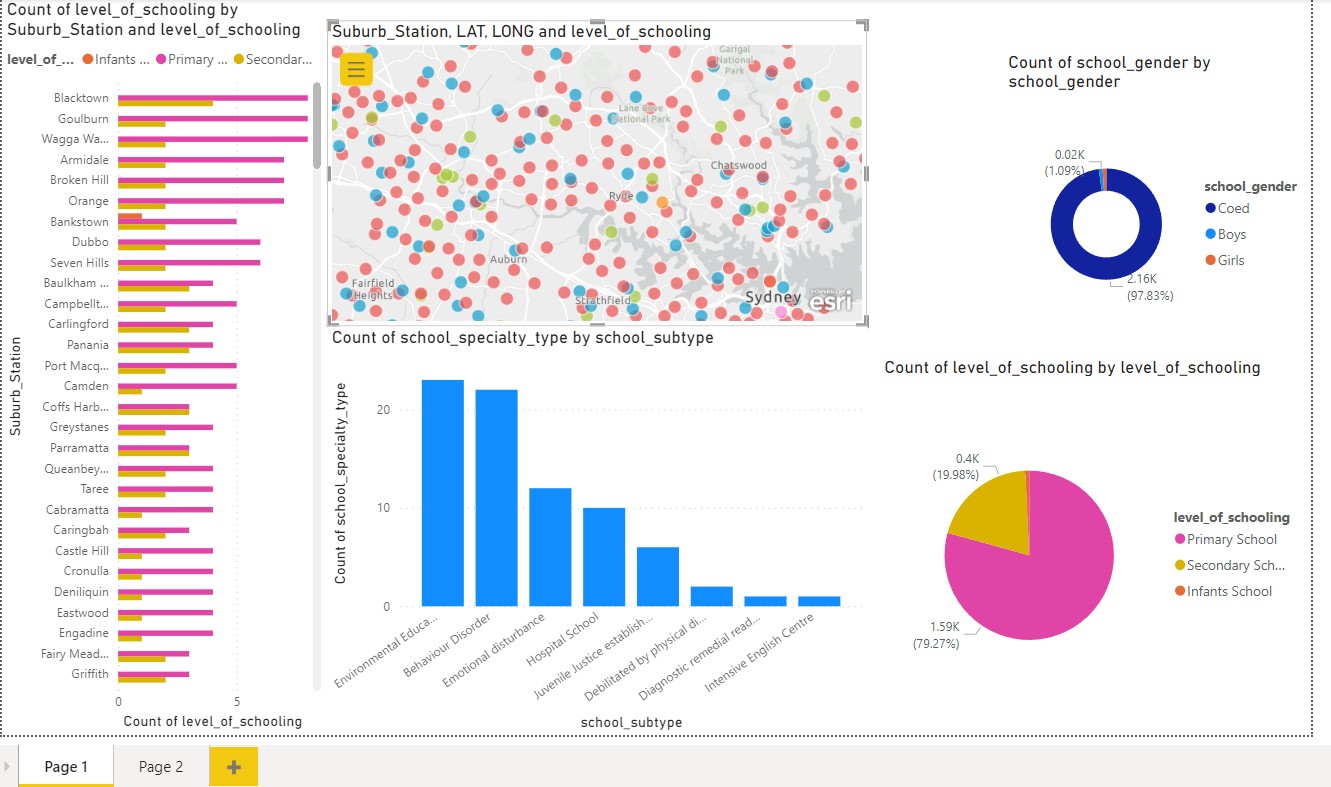 Count of level_of_schooling by
Suburb_Station and level_of_schooling
level_of_... Infants ... Primary ... Secondar...
Suburb_Station
Blacktown
Goulburn
Wagga Wa...
Armidale
Broken Hill
Orange
Bankstown
Dubbo
Seven Hills
Baulkham ...
Campbellt...
Carlingford
Panania
Port Macq...
Camden
Coffs Harb...
Greystanes
Parramatta
Queanbey...
Taree
Cabramatta
Caringbah
Castle Hill
Cronulla
Deniliquin
Eastwood
Engadine
Fairy Mead...
Griffith
0 5
Count of level_of_schooling
Suburb_Station, LAT, LONG and level_of_schooling
Garigal
National
Park
Lane Cove
National Park
Chatswood
Ryde
Auburn
Fairfield
Heights
Strathfield
Sydney
POWERED BY
esri
Count of school_specialty_type by school_subtype
Count of school_specialty_type
20
10
0
Environmental Educa...
Behaviour Disorder
Emotional disturbance
Hospital School
Juvenile Justice establish...
Debilitated by physical di...
Diagnostic remedial read...
Intensive English Centre
school_subtype
Count of school_gender by
school_gender
0.02K
(1.09%)
2.16K
(97.83%)
school_gender
Coed
Boys
Girls
Count of level_of_schooling by level_of_schooling
0.4K
(19.98%)
1.59K
(79.27%)
level_of_schooling
Primary School
Secondary Sch...
Infants School
Page 1
Page 2
+